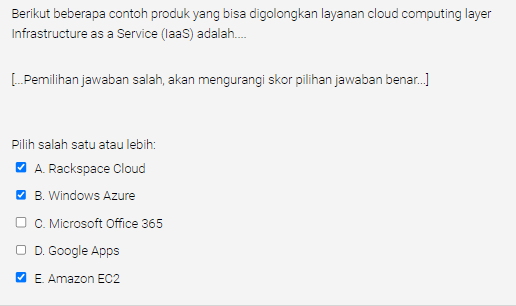 Berikut beberapa contoh produk yang bisa digolongkan layanan cloud computing layer
Infrastructure as a Service (IaaS) adalah....
[...Pemilihan jawaban salah, akan mengurangi skor pilihan jawaban benar...]
Pilih salah satu atau lebih:
A. Rackspace Cloud
B. Windows Azure
C. Microsoft Office 365
D. Google Apps
E. Amazon EC2